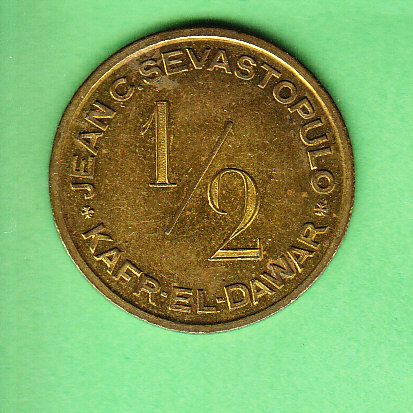 JEAN C. SEVASTOPULO
1/2
* KAFR-EL-DAWAR *